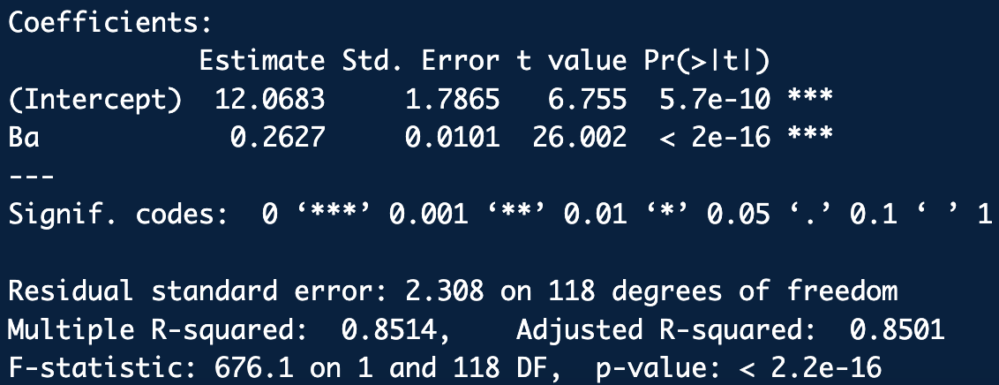 Coefficients:
            Estimate Std. Error t value Pr(>|t|)
(Intercept)  12.0683     1.7865   6.755  5.7e-10 ***
Ba            0.2627     0.0101  26.002  < 2e-16 ***
---
Signif. codes:  0 ‘***’ 0.001 ‘**’ 0.01 ‘*’ 0.05 ‘.’ 0.1 ‘ ’ 1
Residual standard error: 2.308 on 118 degrees of freedom
Multiple R-squared:  0.8514,    Adjusted R-squared:  0.8501
F-statistic: 676.1 on 1 and 118 DF,  p-value: < 2.2e-16